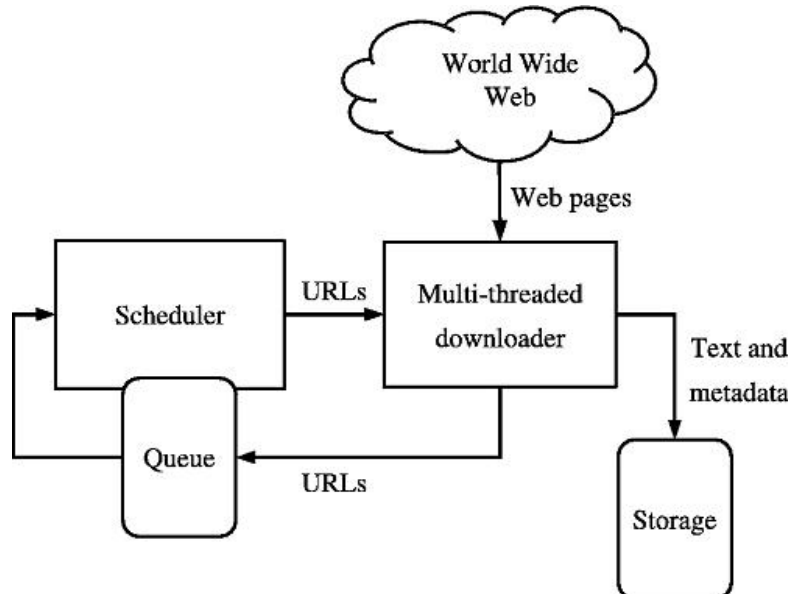 World Wide
Web
Web pages
Scheduler
URLs
Multi-threaded
downloader
Text and
metadata
Queue
URLs
Storage